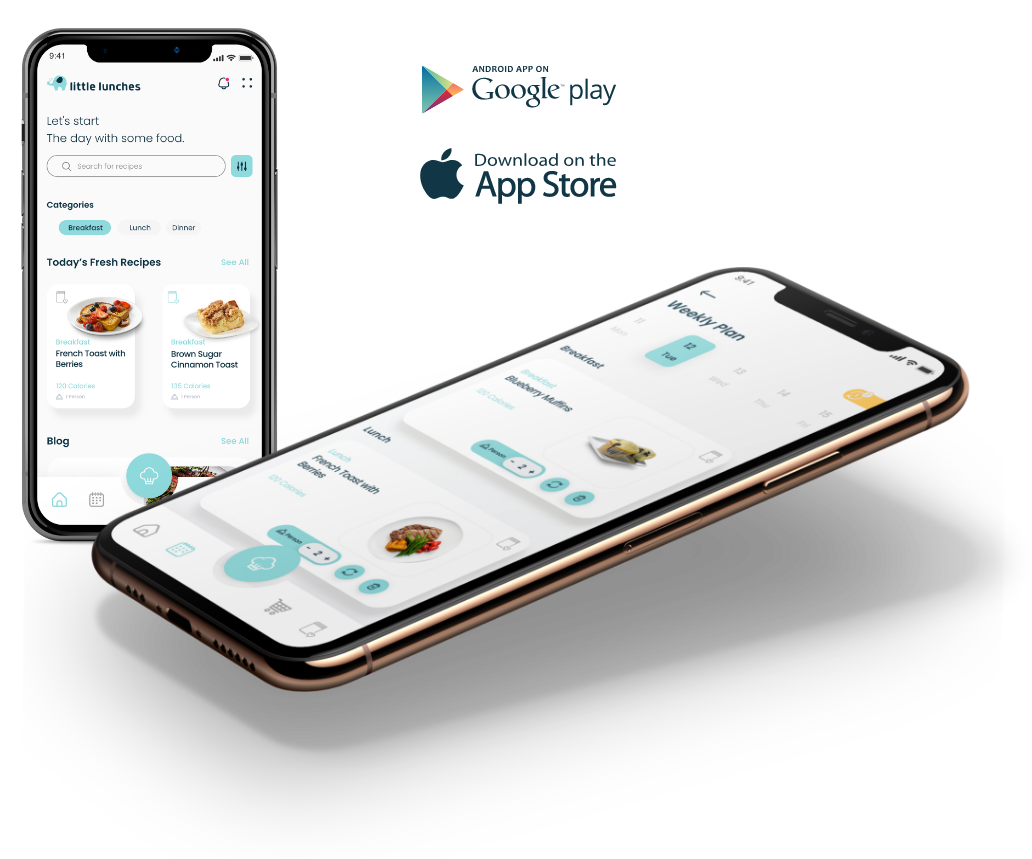 9:41
little lunches
Let's start
The day with some food.
Search for recipes
Categories
Breakfast Lunch Dinner
Today's Fresh Recipes See All
Breakfast
French Toast with
Berries
120 Calories
1 Person
Breakfast
Brown Sugar
Cinnamon Toast
135 Calories
1 Person
Blog See All
ANDROID APP ON
Google play
Download on the
App Store
9:41
Weekly Plan
11 12 13 14 15
Mon Tue Wed Thu Fri
Breakfast
Breakfast
Blueberry Muffins
120 Calories
Person - 2 +
Lunch
Lunch
French Toast with
Berries
120 Calories
Person - 2 +